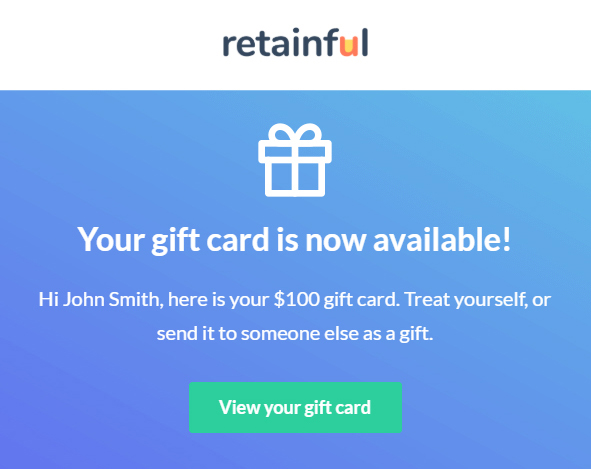 retainful
Your gift card is now available!
Hi John Smith, here is your $100 gift card. Treat yourself, or
send it to someone else as a gift.
View your gift card